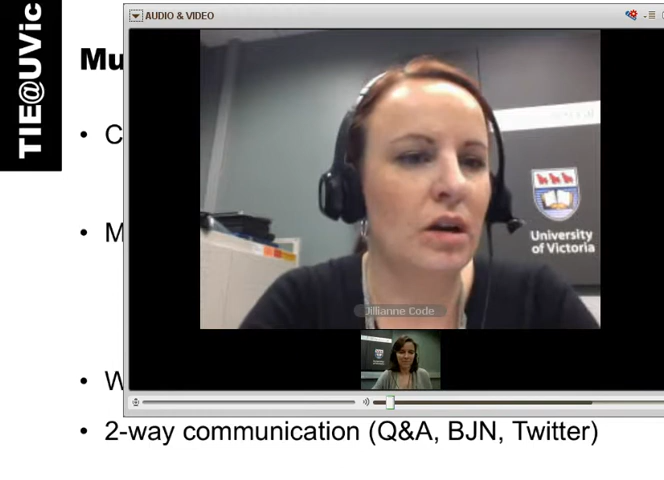 TIE@UVic
AUDIO & VIDEO
Mu
• C
University
of Victoria
• M
Jillianne Code
• W
• 2-way communication (Q&A, BJN, Twitter)